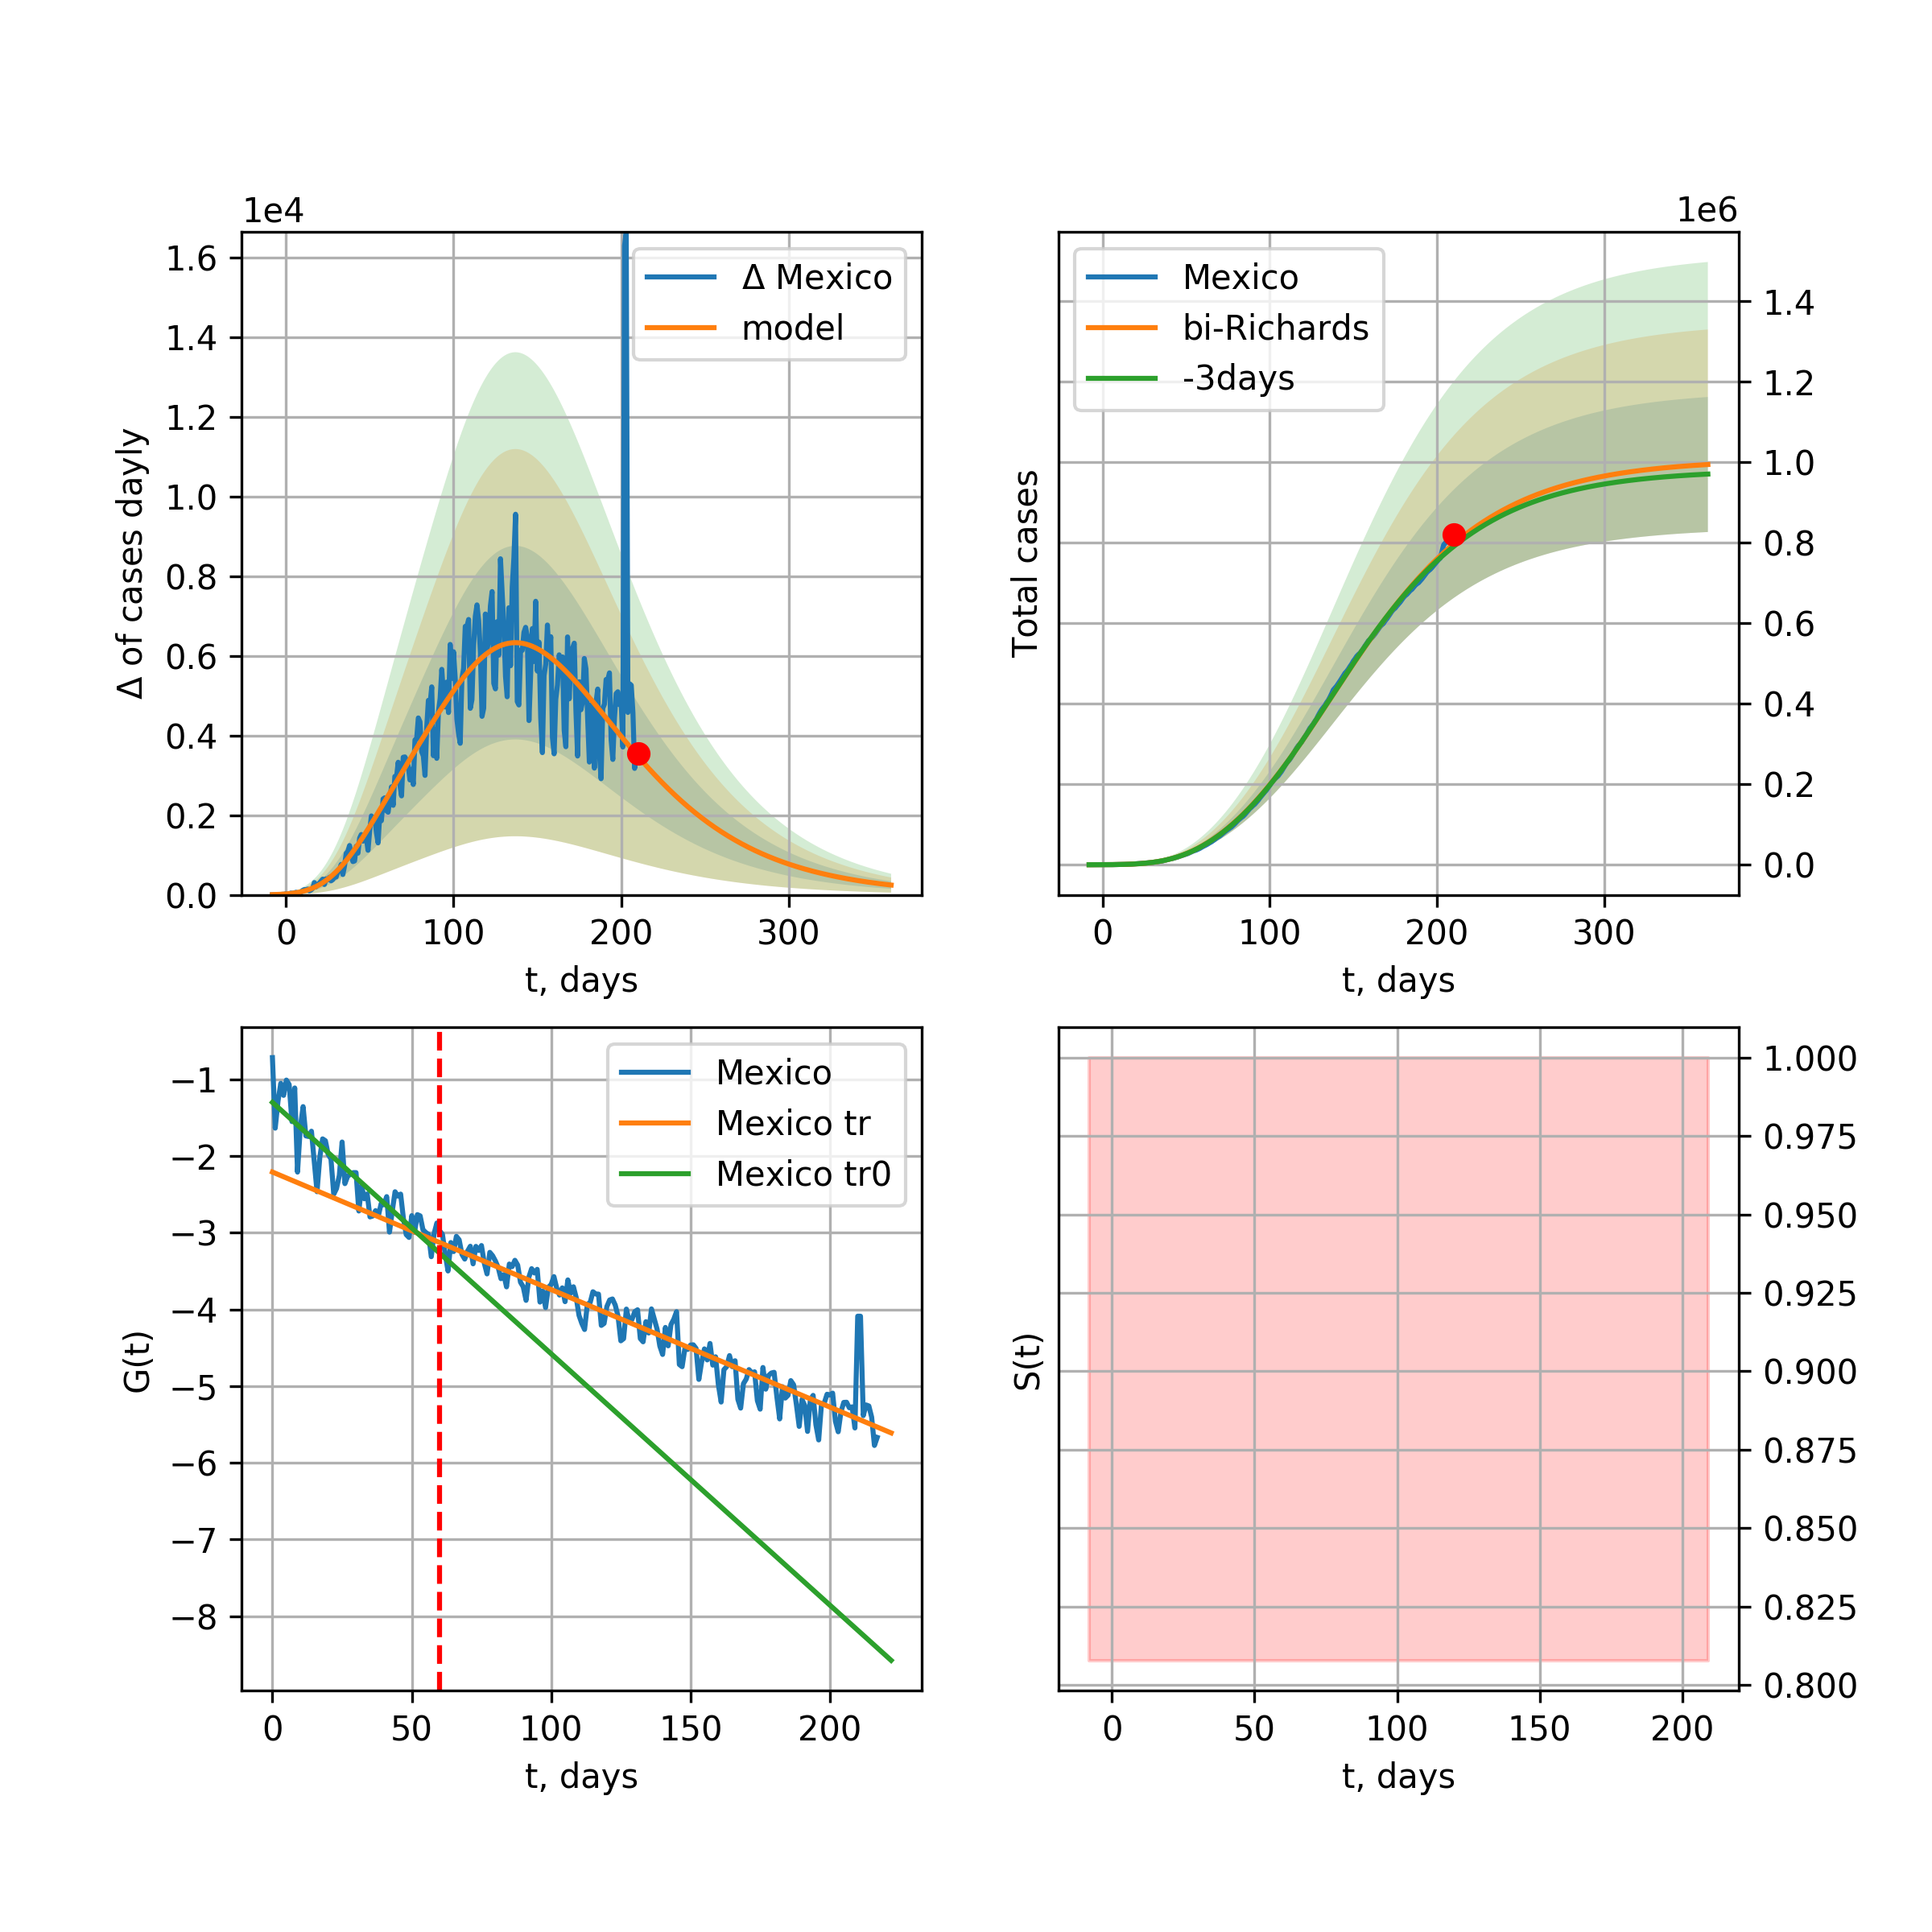 1e4
1.6
1.4
1.2
1.0
0.8
0.6
0.4
0.2
0.0
Δ of cases dayly
Δ Mexico
model
0 100 200 300
t, days
1e6
Mexico
bi-Richards
-3days
1.4
1.2
1.0
0.8
0.6
0.4
0.2
0.0
Total cases
0 100 200 300
t, days
−1
−2
−3
−4
−5
−6
−7
−8
G(t)
Mexico
Mexico tr
Mexico tr0
0 50 100 150 200
t, days
1.000
0.975
0.950
0.925
0.900
0.875
0.850
0.825
0.800
S(t)
0 50 100 150 200
t, days